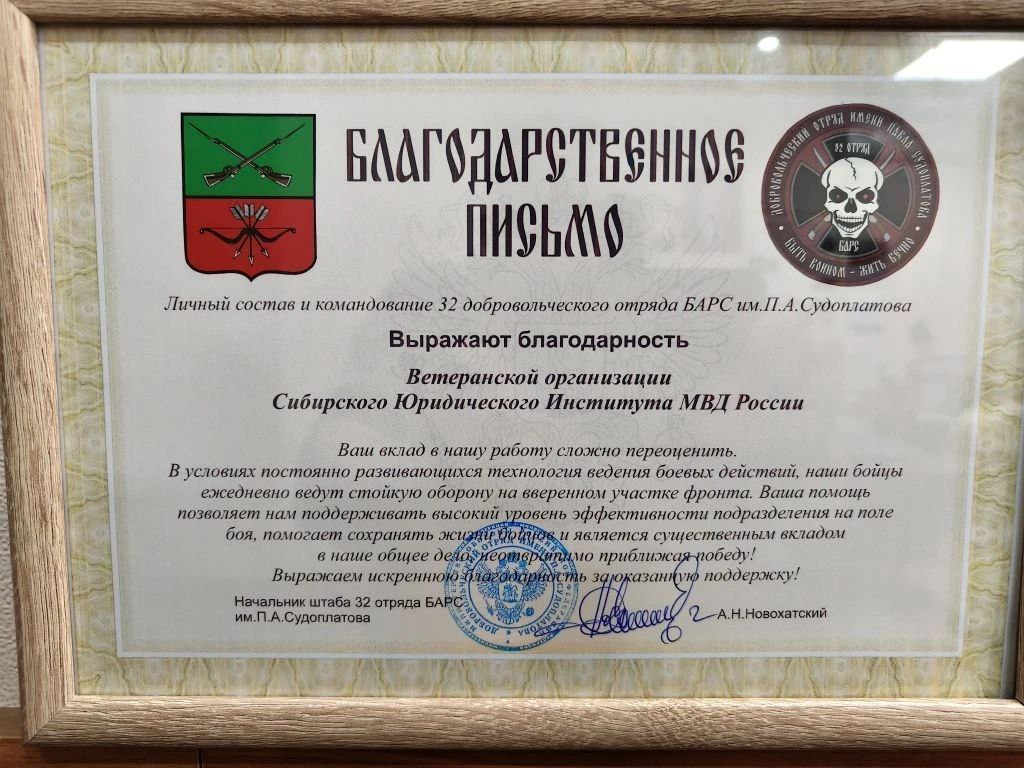 БЛАГОДАРСТВЕННОЕ
ПИСЬМО
ДОБРОВОЛЬЧЕСКИЙ ОТРЯД ИМЕНИ ПАВЛА СУДОПЛАТОВА
32 ОТРЯД
БАРС
БЫТЬ ВОИНОМ - ЖИТЬ ВЕЧНО
Личный состав и командование 32 добровольческого отряда БАРС им.П.А.Судоплатова
Выражают благодарность
Ветеранской организации
Сибирского Юридического Института МВД России
Ваш вклад в нашу работу сложно переоценить.
В условиях постоянно развивающихся технология ведения боевых действий, наши бойцы
ежедневно ведут стойкую оборону на вверенном участке фронта. Ваша помощь
позволяет нам поддерживать высокий уровень эффективности подразделения на поле
боя, помогает сохранять жизни бойцов и является существенным вкладом
в наше общее дело, неотвратимо приближая победу!
Выражаем искреннюю благодарность за оказанную поддержку!
Начальник штаба 32 отряда БАРС
им.П.А.Судоплатова
А.Н.Новохатский